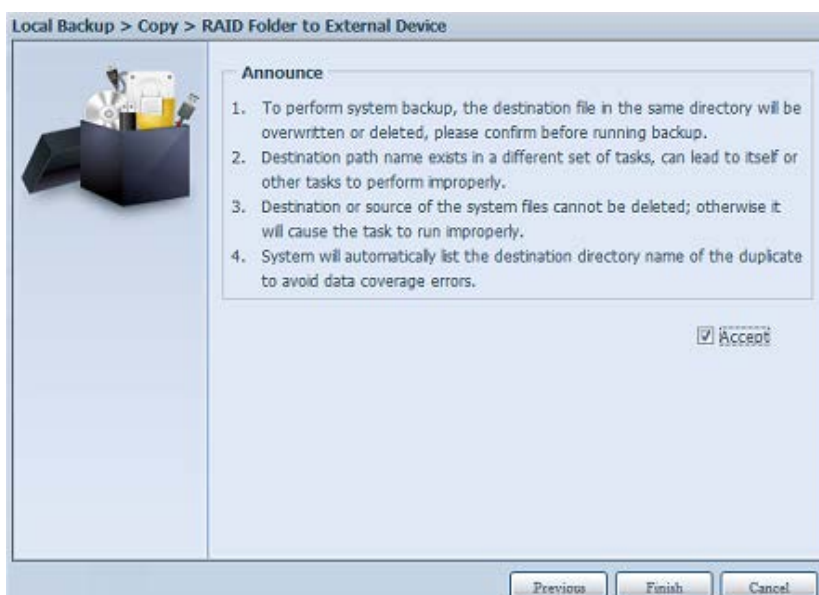 Local Backup > Copy > RAID Folder to External Device
Announce
1. To perform system backup, the destination file in the same directory will be
overwritten or deleted, please confirm before running backup.
2. Destination path name exists in a different set of tasks, can lead to itself or
other tasks to perform improperly.
3. Destination or source of the system files cannot be deleted; otherwise it
will cause the task to run improperly.
4. System will automatically list the destination directory name of the duplicate
to avoid data coverage errors.
Accept
Previous Finish Cancel